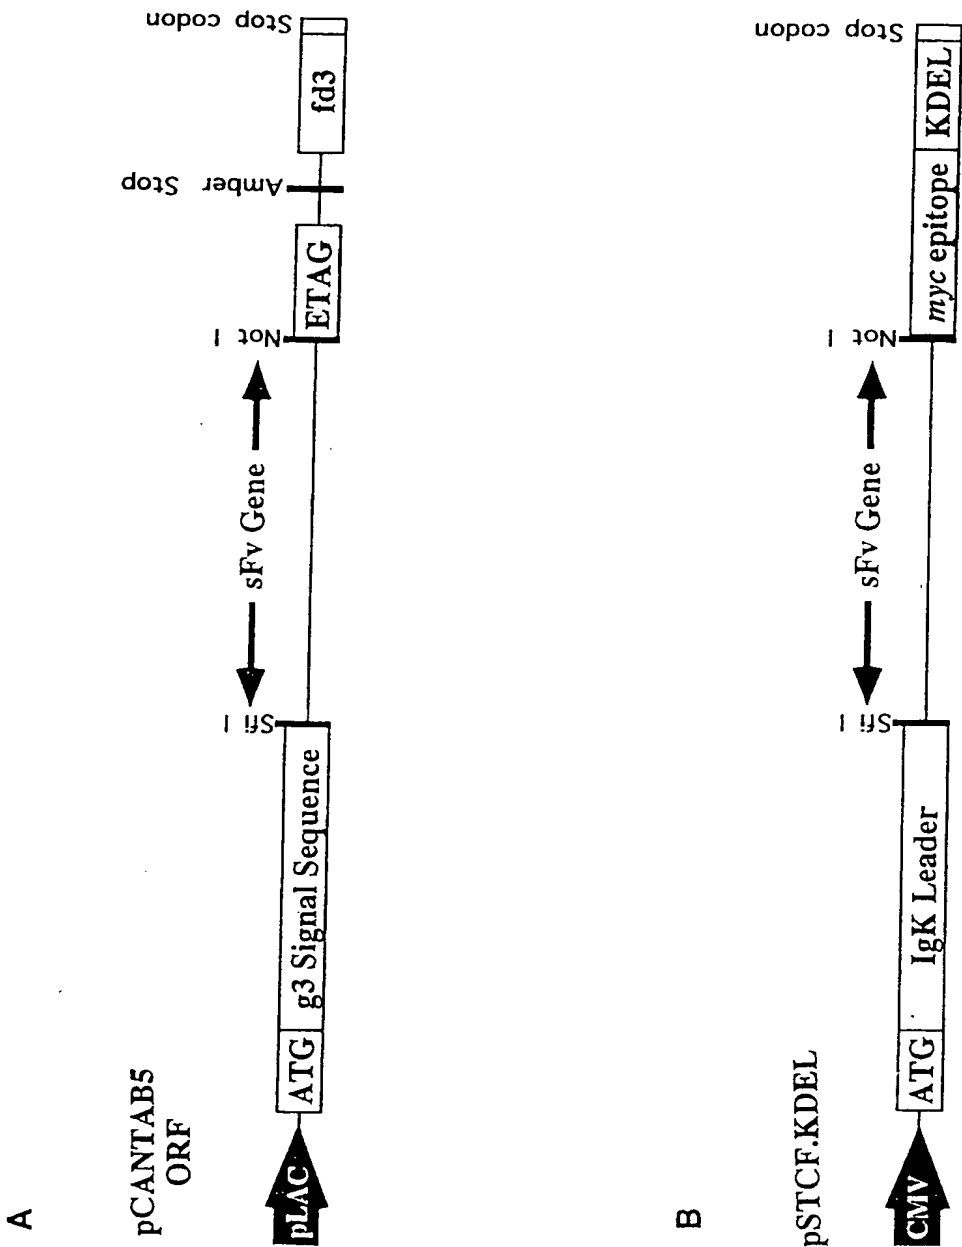 A
pCANTAB5
ORF
pLAC
ATG
g3 Signal Sequence
Sfi I
sFv Gene
Not I
ETAG
Amber Stop
fd3
Stop codon
B
pSTCF.KDEL
CMV
ATG
IgK Leader
Sfi I
sFv Gene
Not I
myc epitope
KDEL
Stop codon